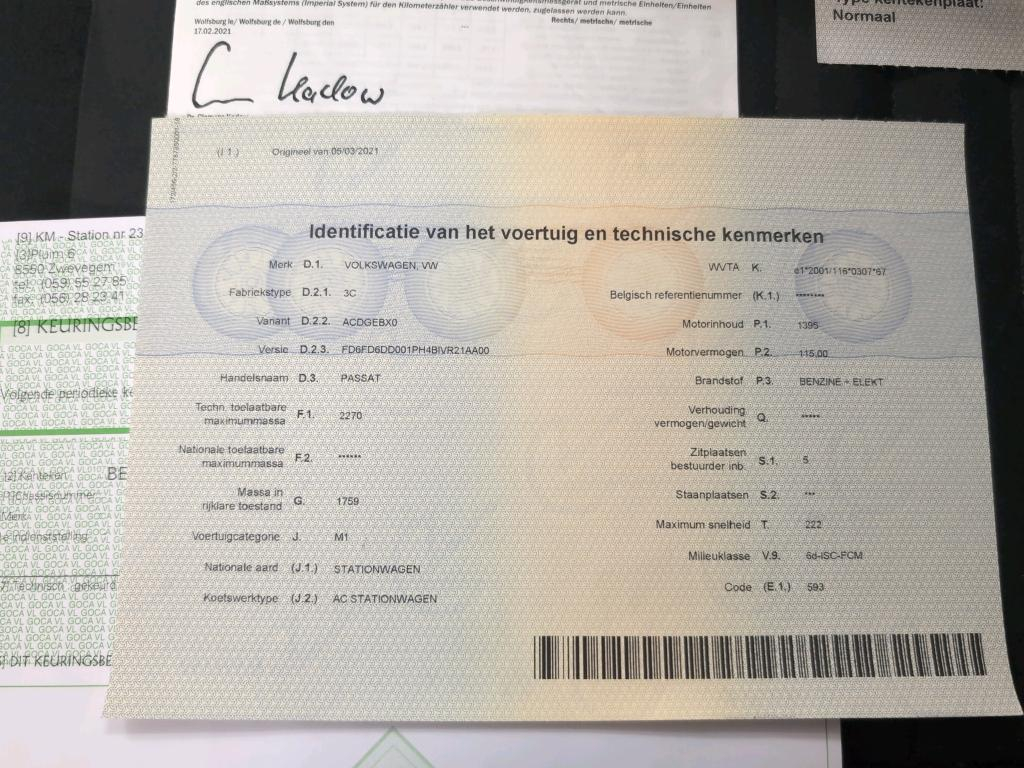 des englischen Maßsystems (Imperial System) für den Kilometerzähler verwendet werden, zugelassen werden kann.
Wolfsburg le/ Wolfsburg de / Wolfsburg den
Rechts/ metrische/ metrische
17.02.2021
---
Kadow
Type kentekenplaat:
Normaal
(I 1.) Origineel van 05/03/2021
Identificatie van het voertuig en technische kenmerken
Merk D.1. VOLKSWAGEN, VW
Fabriekstype D.2.1. 3C
Variant D.2.2. ACDGEBX0
Versie D.2.3. FD6FD6DD001PH4BIVR21AA00
Handelsnaam D.3. PASSAT
Techn. toelaatbare
maximummassa F.1. 2270
Nationale toelaatbare
maximummassa F.2. ******
Massa in
rijklare toestand G. 1759
Voertuigcategorie J. M1
Nationale aard (J.1.) STATIONWAGEN
Koetswerktype (J.2.) AC STATIONWAGEN
WVTA K. e1*2001/116*0307*67
Belgisch referentienummer (K.1.) ********
Motorinhoud P.1. 1395
Motorvermogen P.2. 115,00
Brandstof P.3. BENZINE + ELEKT
Verhouding
vermogen/gewicht Q. *****
Zitplaatsen
bestuurder inb. S.1. 5
Staanplaatsen S.2. ***
Maximum snelheid T. 222
Milieuklasse V.9. 6d-ISC-FCM
Code (E.1.) 593
[9] KM - Station nr 23
[3]Pluim 6
8550 Zwevegem
tel: (059) 55 27 85
fax: (056) 28 23 41
[8] KEURINGSBE
Volgende periodieke ke
[2] Kenteken BE
Chassisnummer
Merk
e indienststelling
Technisch gekeurd
DIT KEURINGSBE